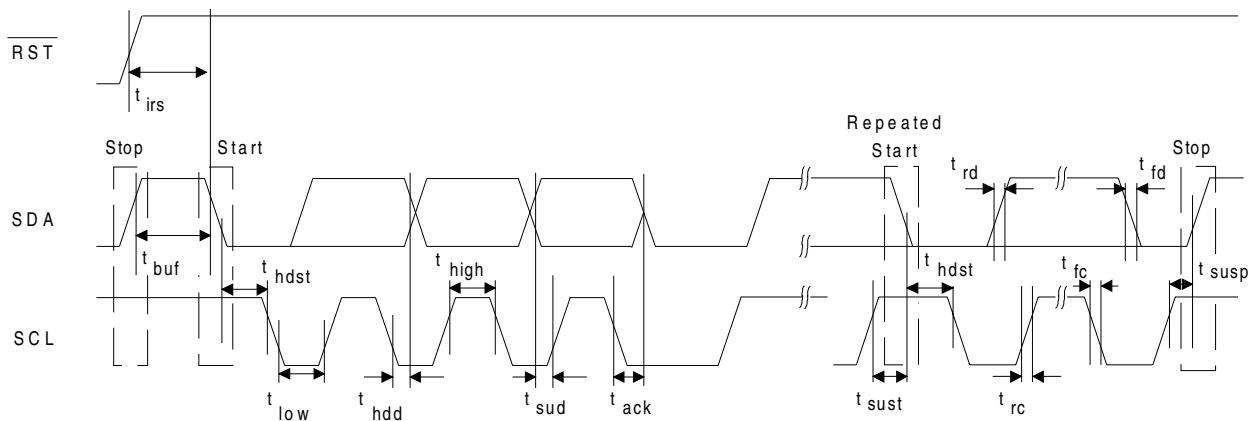 RST
t irs
Repeated
Stop Start Start Stop
t rd t fd
SDA
t buf t hdst t high t hdst t fc t susp
SCL
t low t hdd t sud t ack t sust t rc